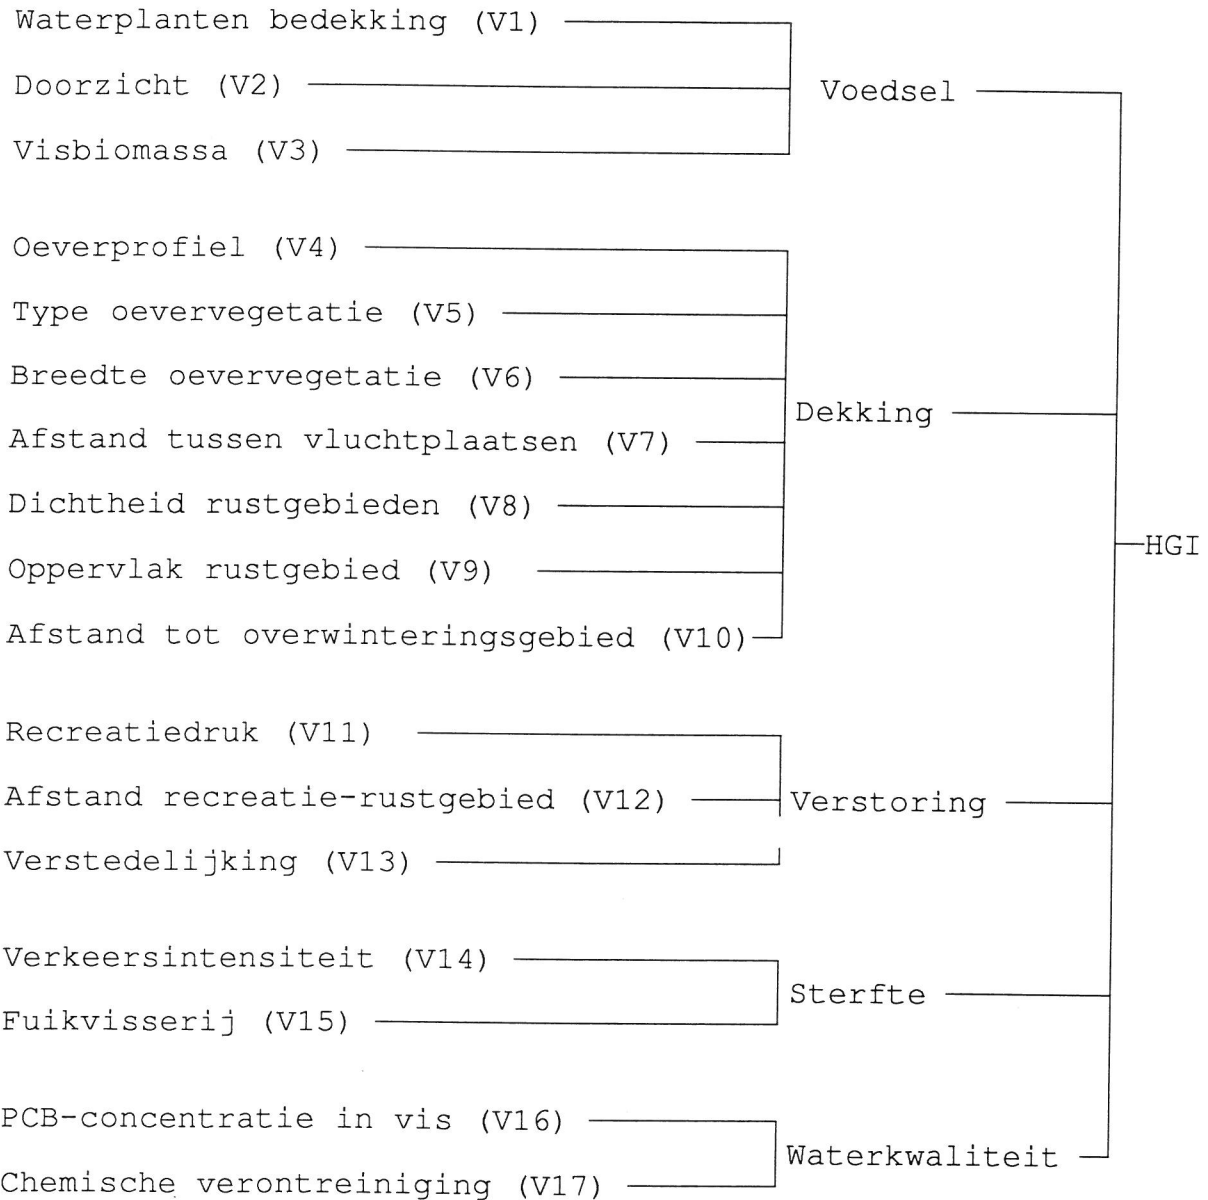 Waterplanten bedekking (V1)
Doorzicht (V2)
Voedsel
Visbiomassa (V3)
Oeverprofiel (V4)
Type oevervegetatie (V5)
Breedte oevervegetatie (V6)
Dekking
Afstand tussen vluchtplaatsen (V7)
Dichtheid rustgebieden (V8)
HGI
Oppervlak rustgebied (V9)
Afstand tot overwinteringsgebied (V10)
Recreatiedruk (V11)
Afstand recreatie-rustgebied (V12)
Verstoring
Verstedelijking (V13)
Verkeersintensiteit (V14)
Sterfte
Fuikvisserij (V15)
PCB-concentratie in vis (V16)
Waterkwaliteit
Chemische verontreiniging (V17)